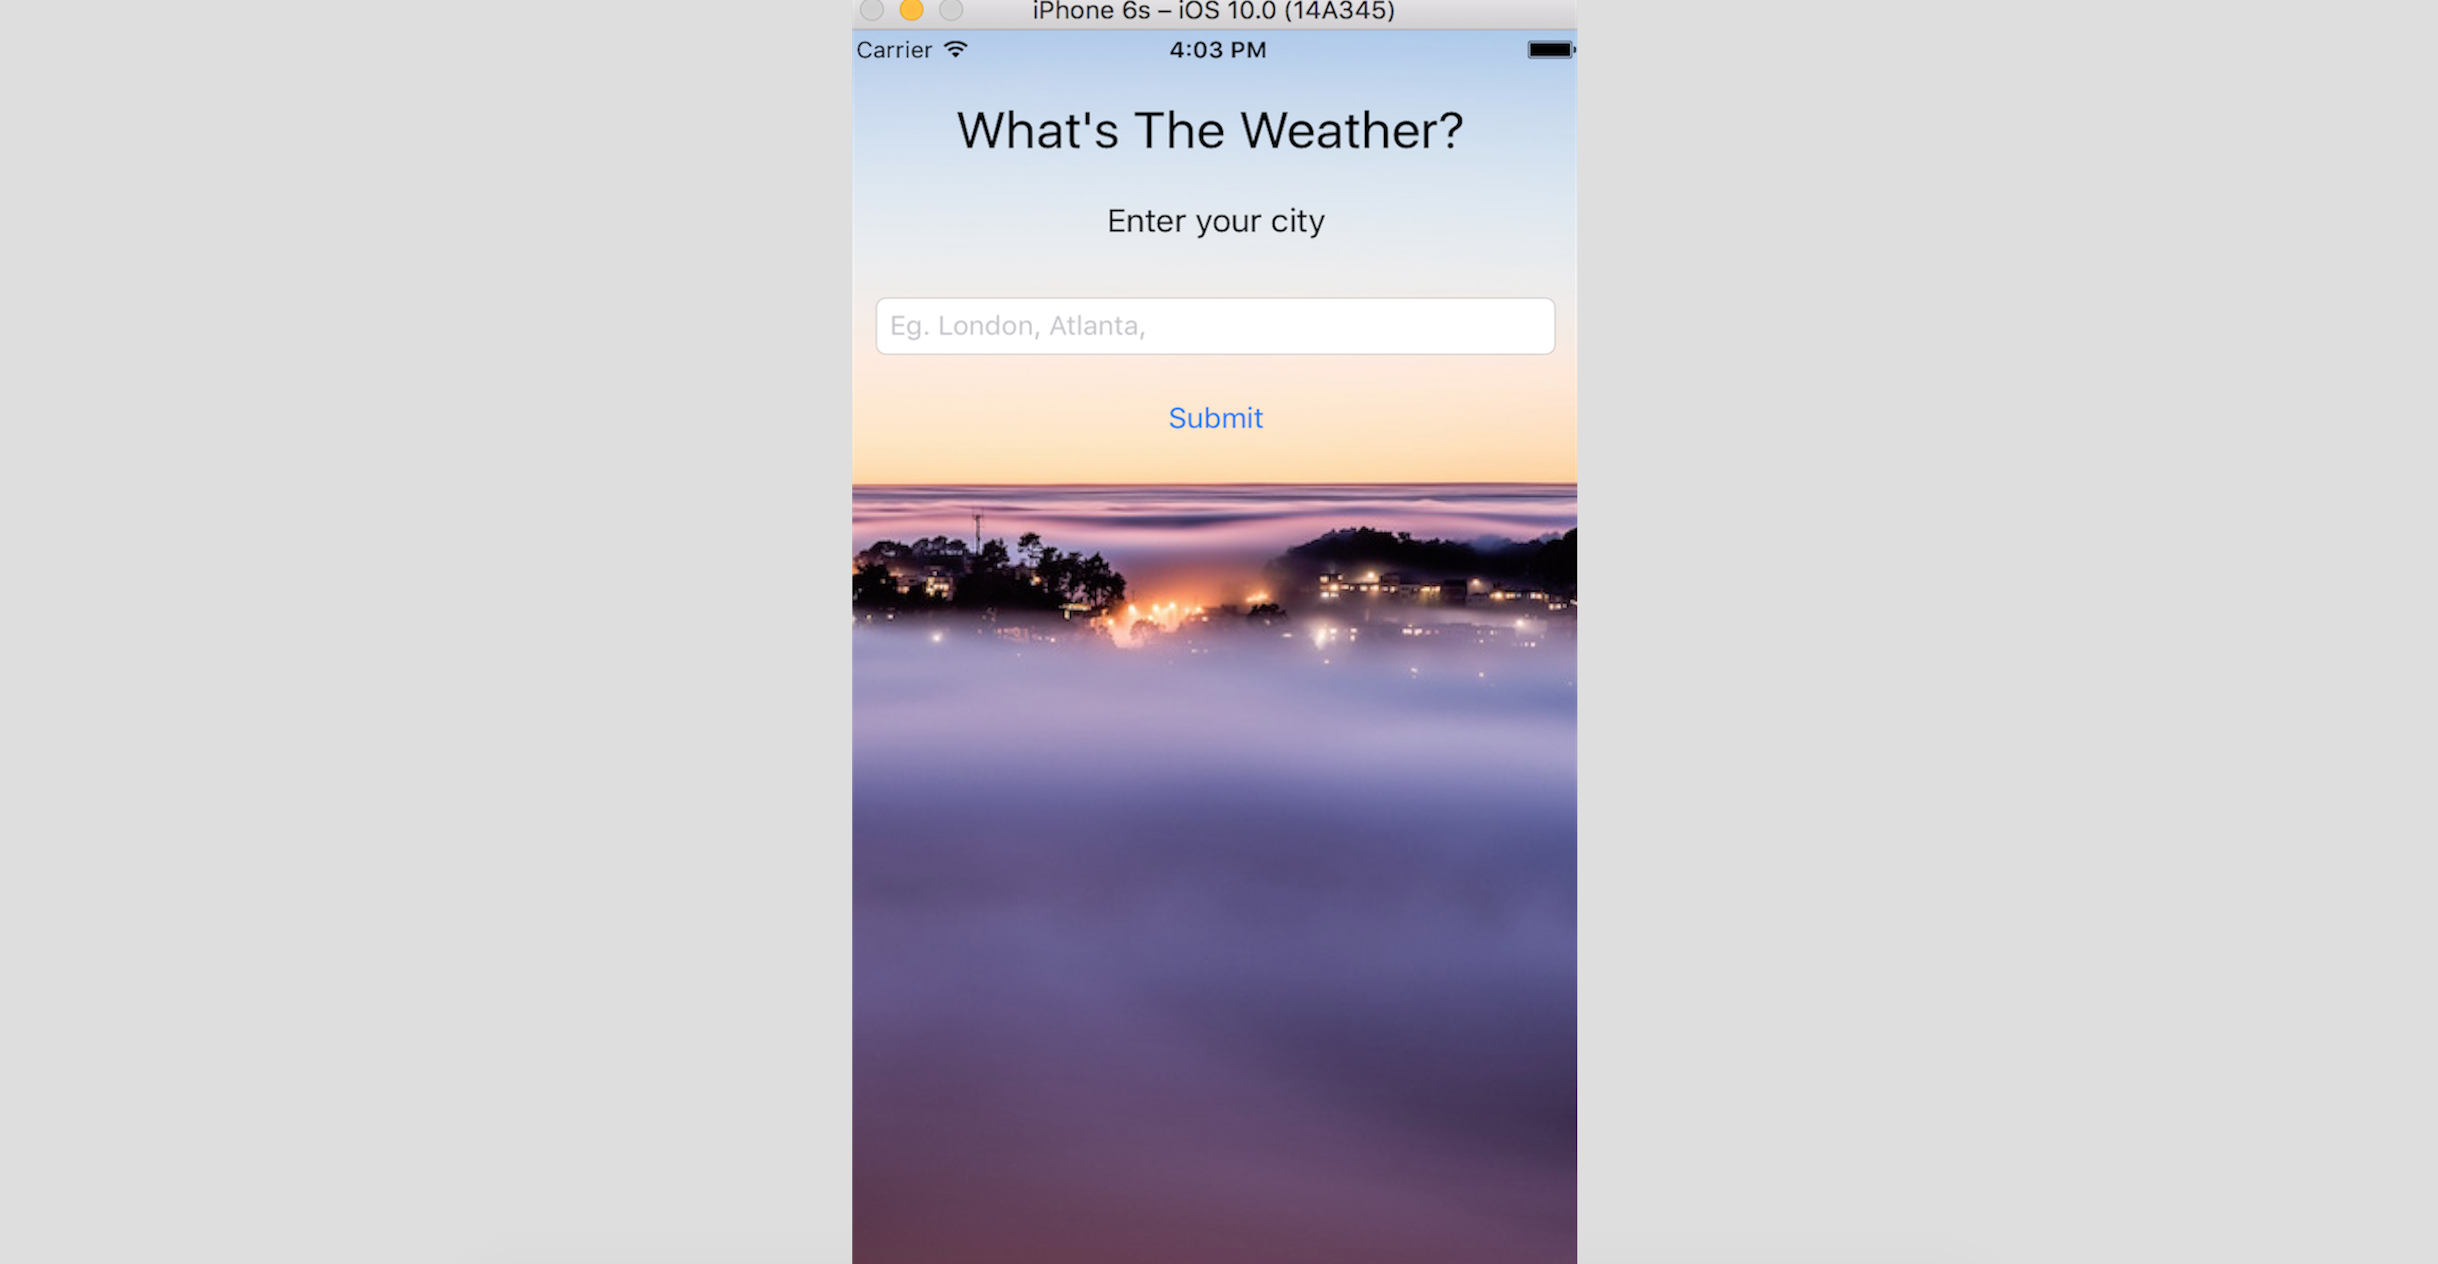 iPhone 6s – iOS 10.0 (14A345)
Carrier 4:03 PM
What's The Weather?
Enter your city
Eg. London, Atlanta,
Submit